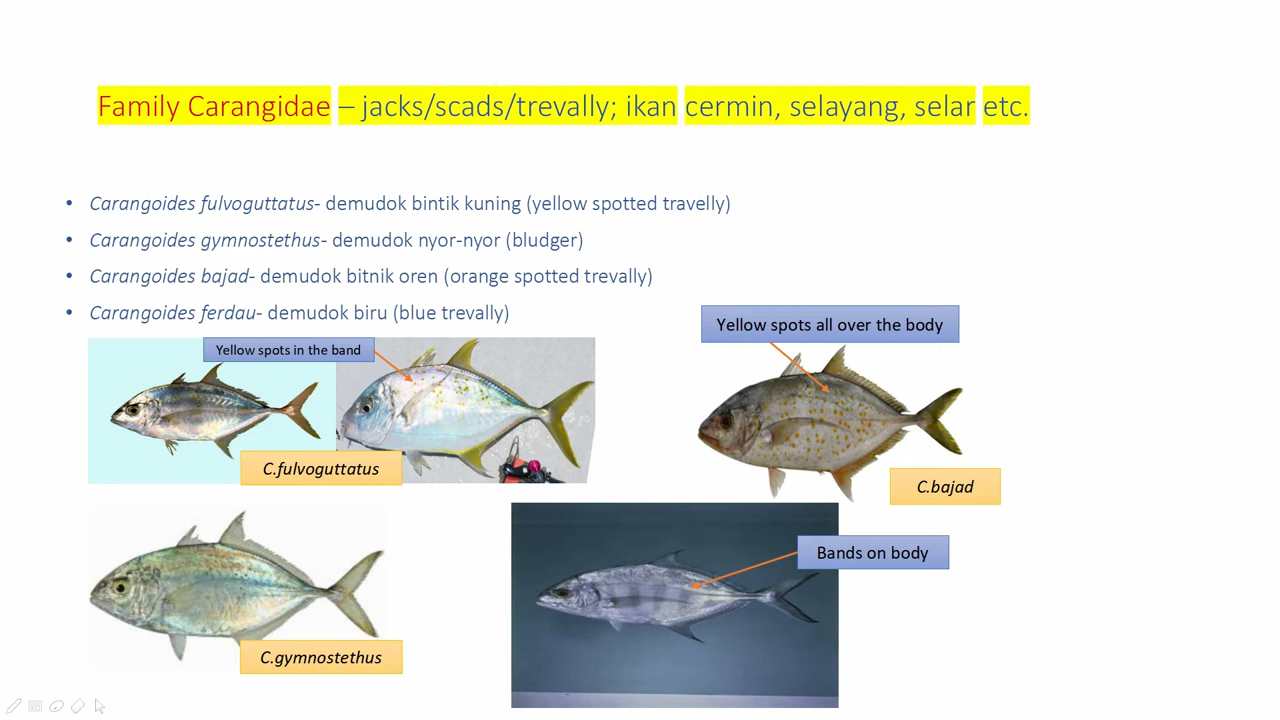 Family Carangidae – jacks/scads/trevally; ikan cermin, selayang, selar etc.
• Carangoides fulvoguttatus- demudok bintik kuning (yellow spotted travelly)
• Carangoides gymnostethus- demudok nyor-nyor (bludger)
• Carangoides bajad- demudok bitnik oren (orange spotted trevally)
• Carangoides ferdau- demudok biru (blue trevally)
Yellow spots all over the body
Yellow spots in the band
C.fulvoguttatus
C.bajad
Bands on body
C.gymnostethus